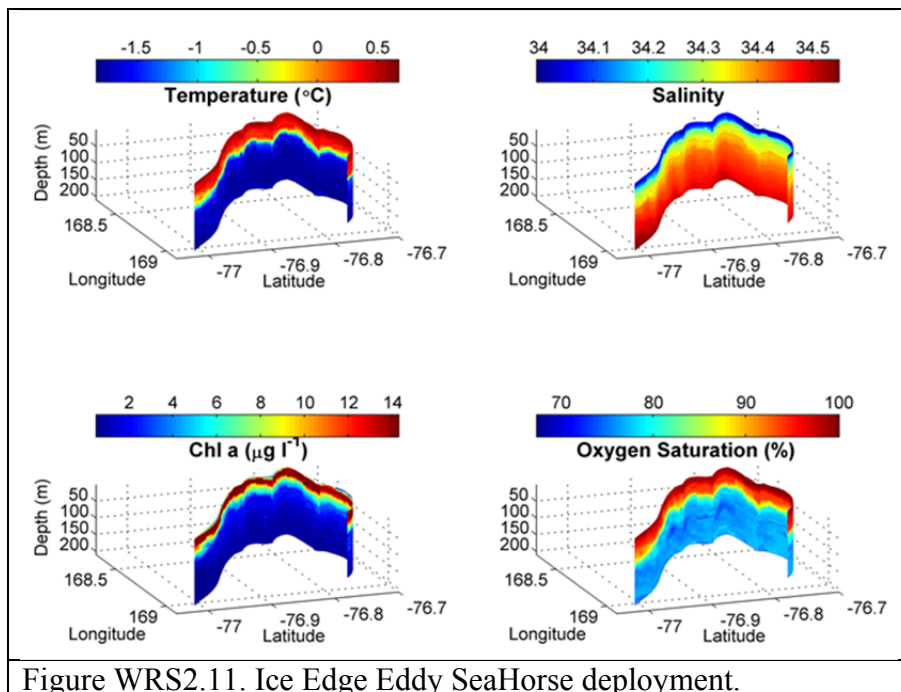 -1.5 -1 -0.5 0 0.5
Temperature (°C)
Depth (m)
50
100
150
200
168.5
169
Longitude
-77
-76.9
-76.8
-76.7
Latitude
34 34.1 34.2 34.3 34.4 34.5
Salinity
50
100
150
200
168.5
169
Longitude
-77
-76.9
-76.8
-76.7
Latitude
2 4 6 8 10 12 14
Chl a (μg l⁻¹)
Depth (m)
50
100
150
200
168.5
169
Longitude
-77
-76.9
-76.8
-76.7
Latitude
70 80 90 100
Oxygen Saturation (%)
50
100
150
200
168.5
169
Longitude
-77
-76.9
-76.8
-76.7
Latitude
Figure WRS2.11. Ice Edge Eddy SeaHorse deployment.